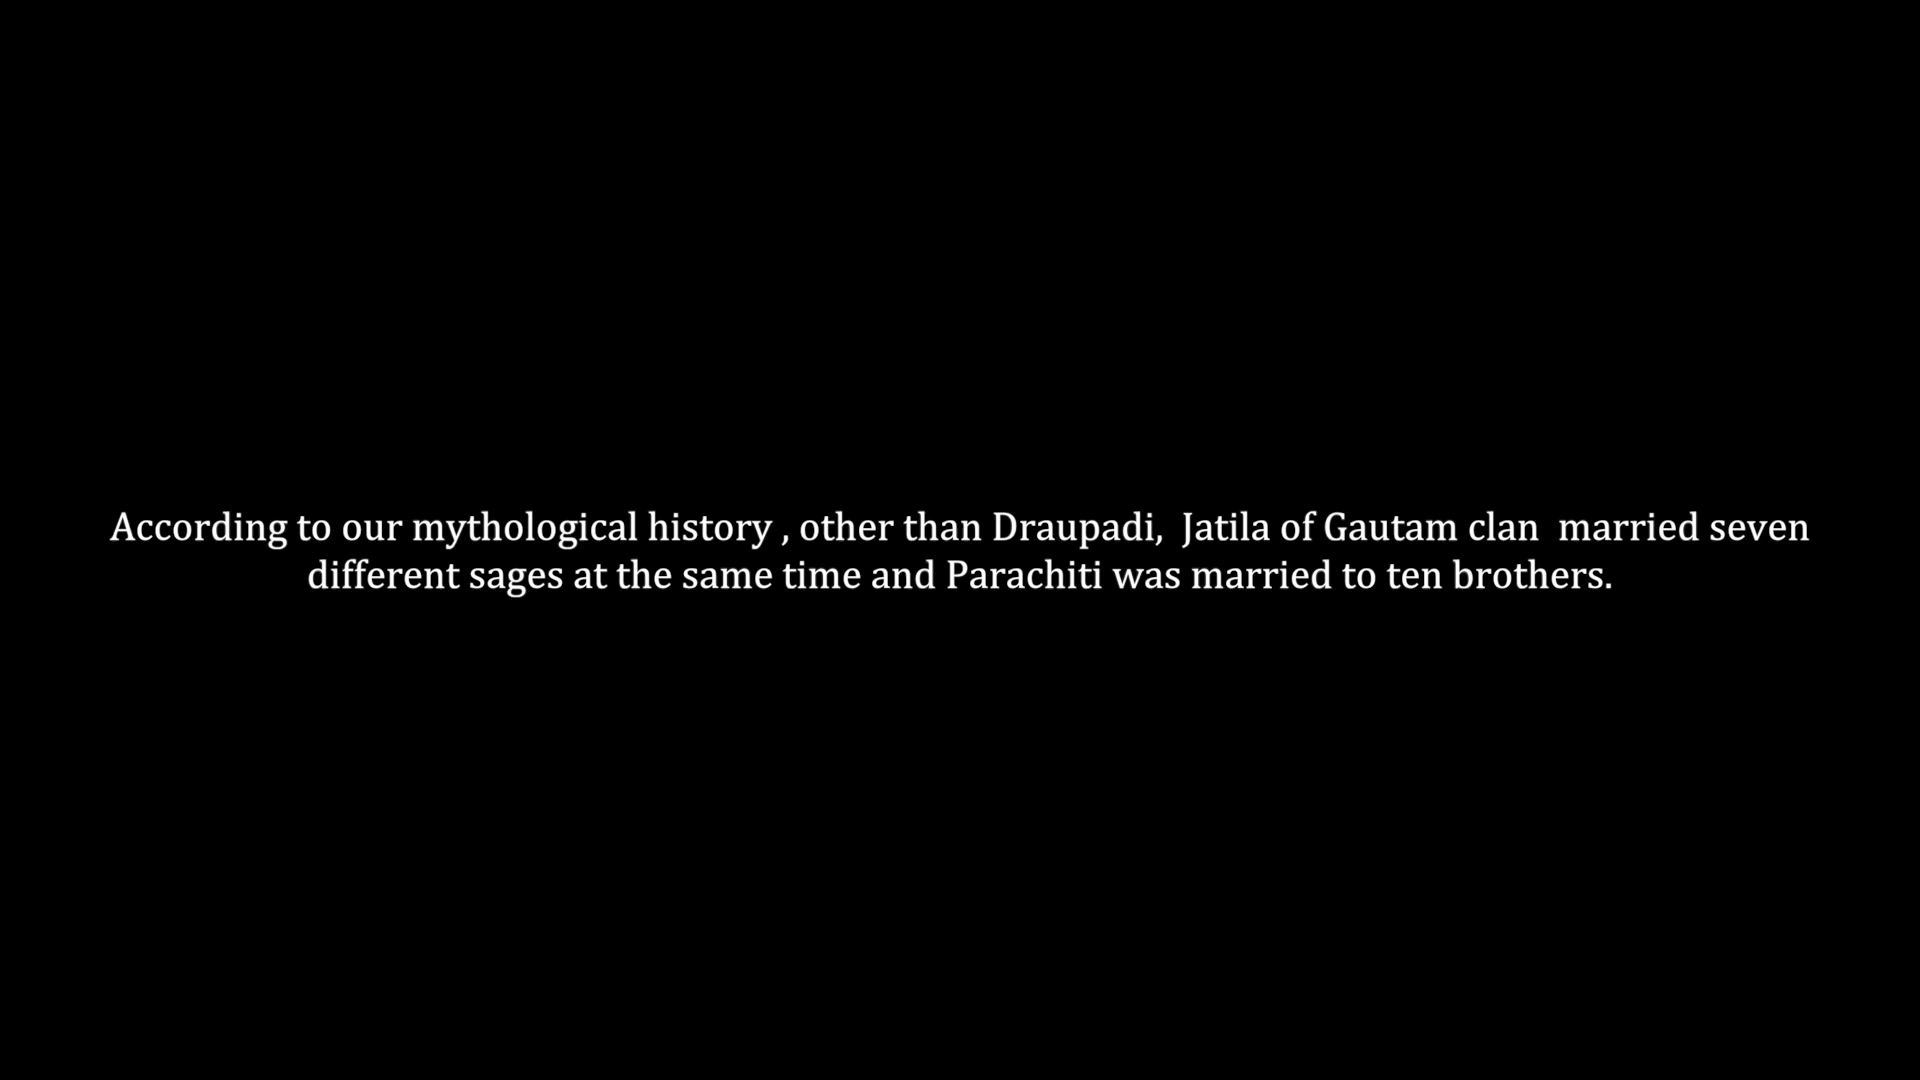 According to our mythological history , other than Draupadi,  Jatila of Gautam clan  married seven
different sages at the same time and Parachiti was married to ten brothers.